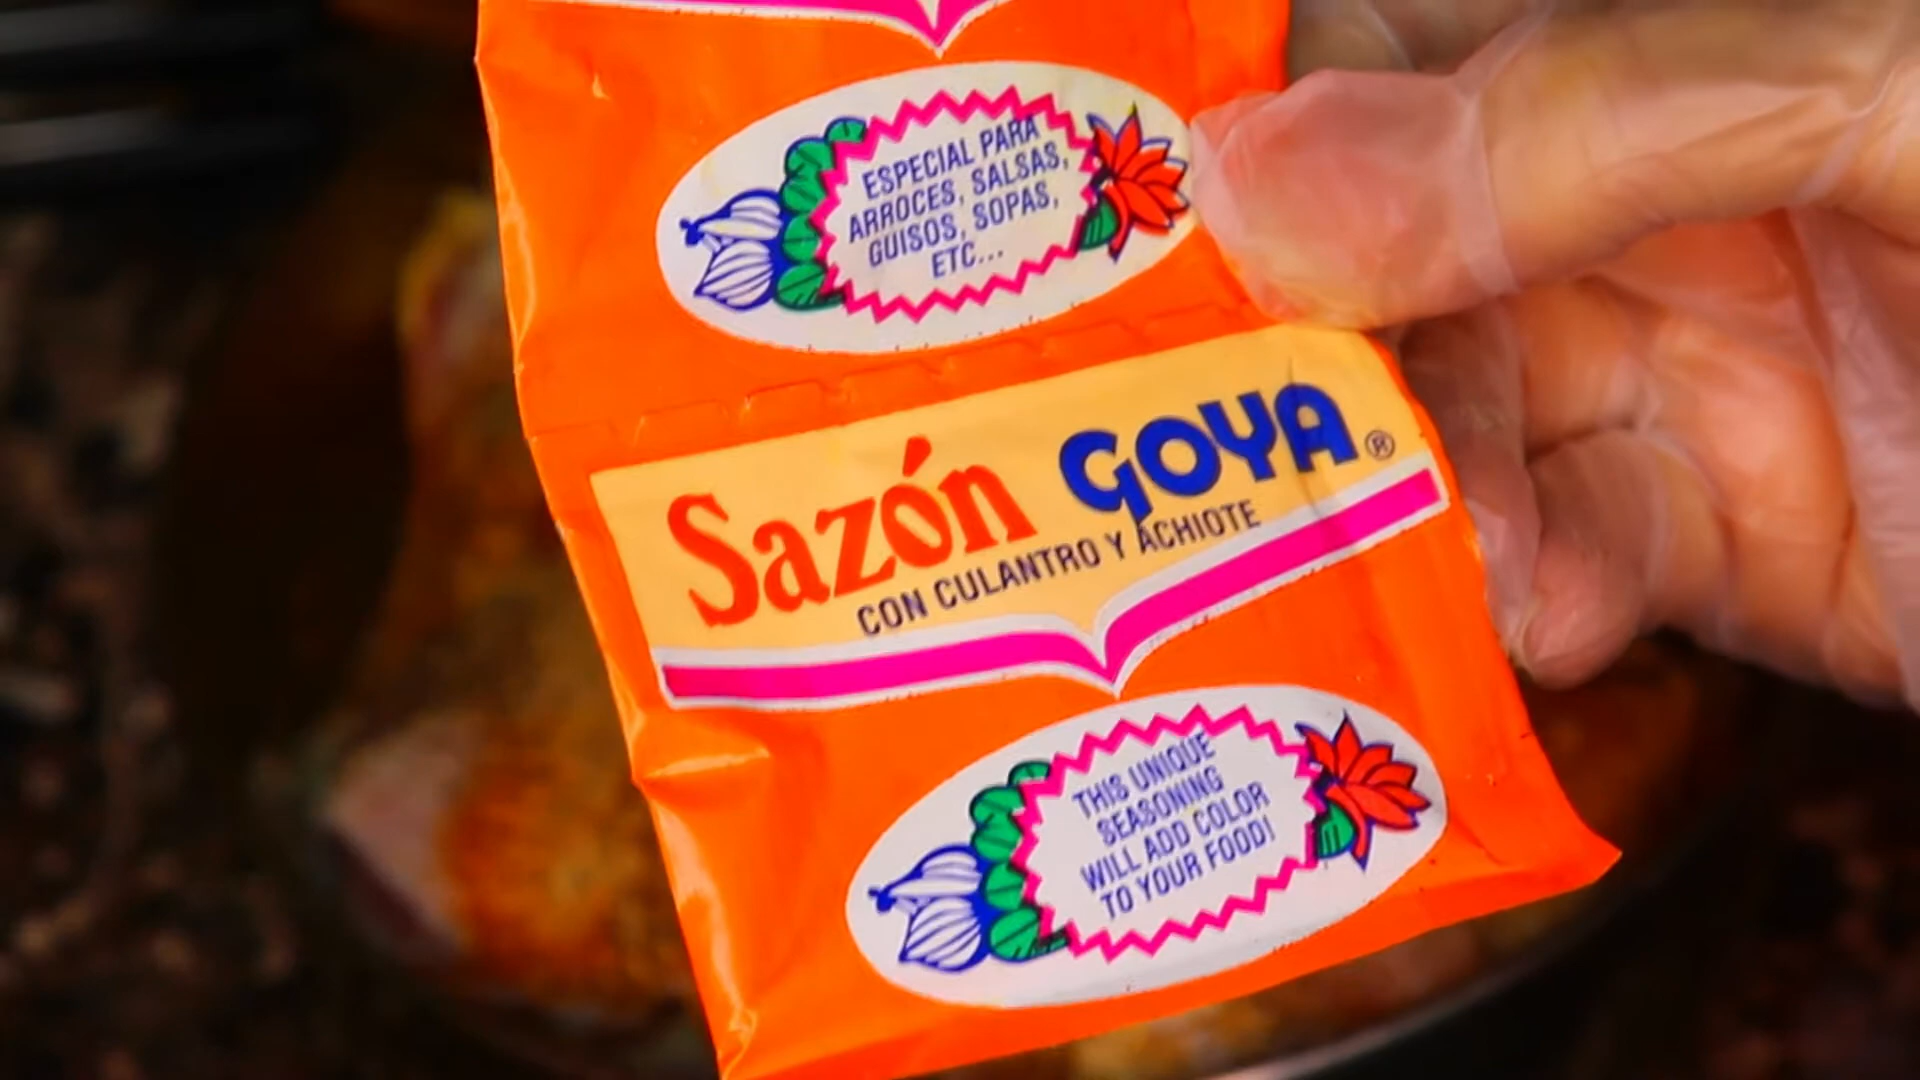 ESPECIAL PARA
ARROCES, SALSAS,
GUISOS, SOPAS,
ETC...
Sazón GOYA®
CON CULANTRO Y ACHIOTE
THIS UNIQUE
SEASONING
WILL ADD COLOR
TO YOUR FOOD!